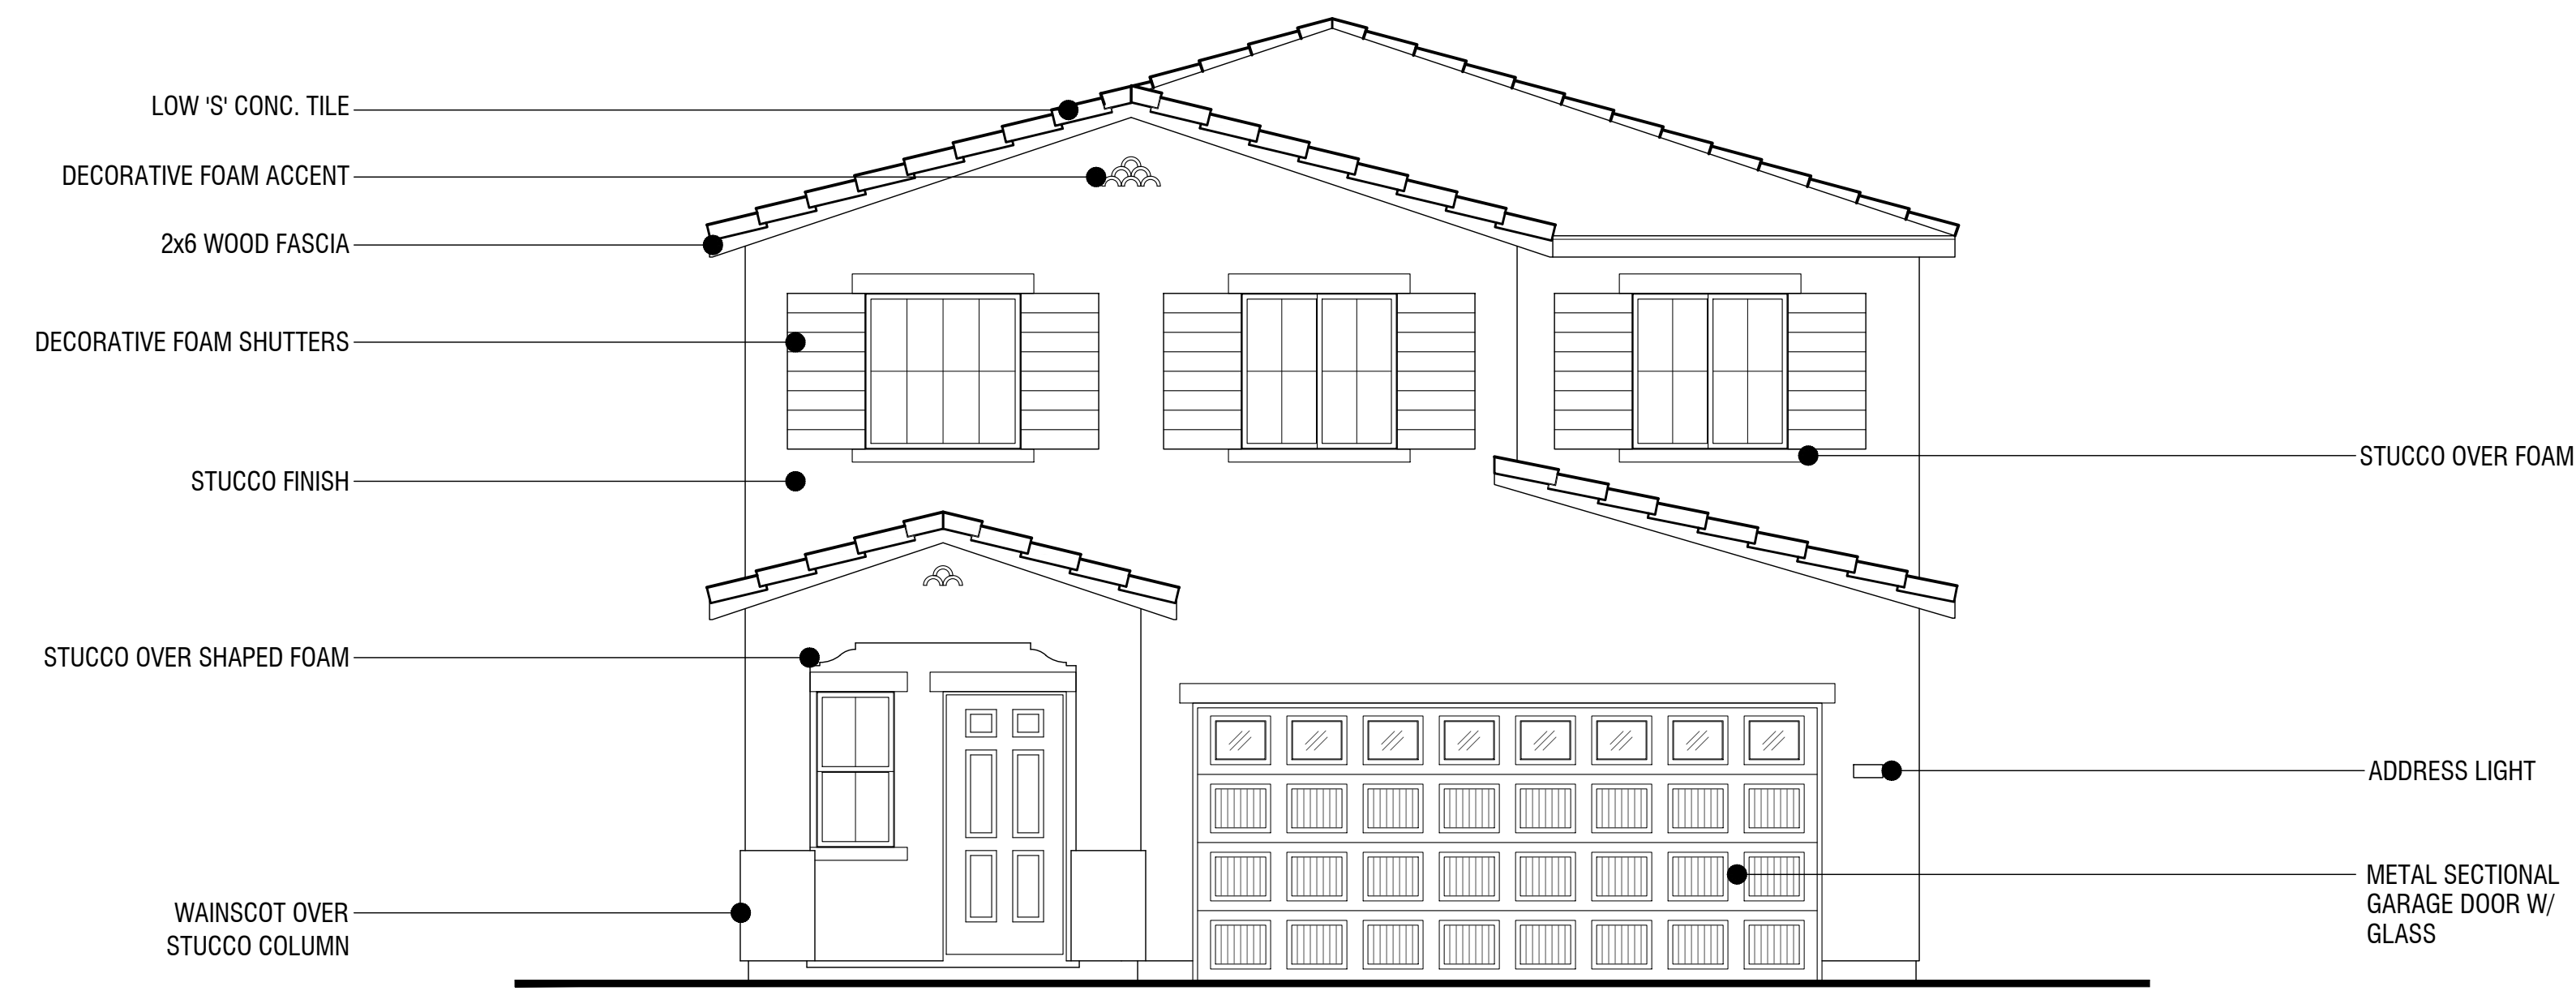 LOW 'S' CONC. TILE
DECORATIVE FOAM ACCENT
2x6 WOOD FASCIA
DECORATIVE FOAM SHUTTERS
STUCCO FINISH
STUCCO OVER SHAPED FOAM
WAINSCOT OVER
STUCCO COLUMN
STUCCO OVER FOAM
ADDRESS LIGHT
METAL SECTIONAL
GARAGE DOOR W/
GLASS